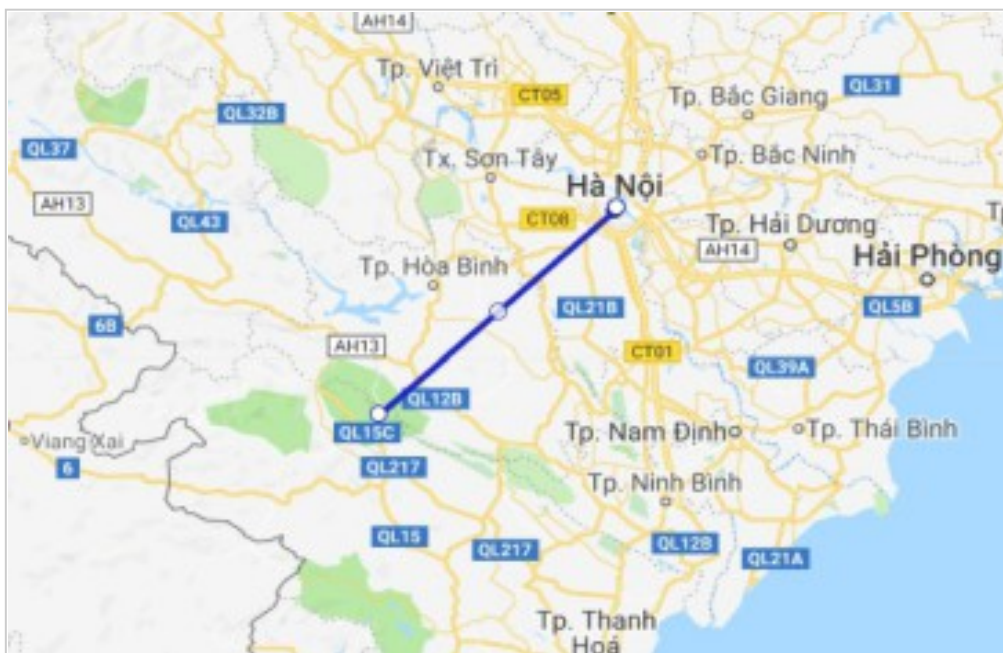 AH14
Tp. Việt Trì
CT05
QL31
Tp. Bắc Giang
QL32B
QL37
Tx. Sơn Tây
Tp. Bắc Ninh
Hà Nội
AH13
QL43
CT08
Tp. Hải Dương
AH14
Hải Phòng
Tp. Hòa Bình
QL21B
QL5B
6B
AH13
CT01
QL39A
QL12B
QL15C
Viang Xai
Tp. Nam Định
Tp. Thái Bình
6
QL217
Tp. Ninh Bình
QL15
QL217
QL12B
QL21A
Tp. Thanh
Hoá